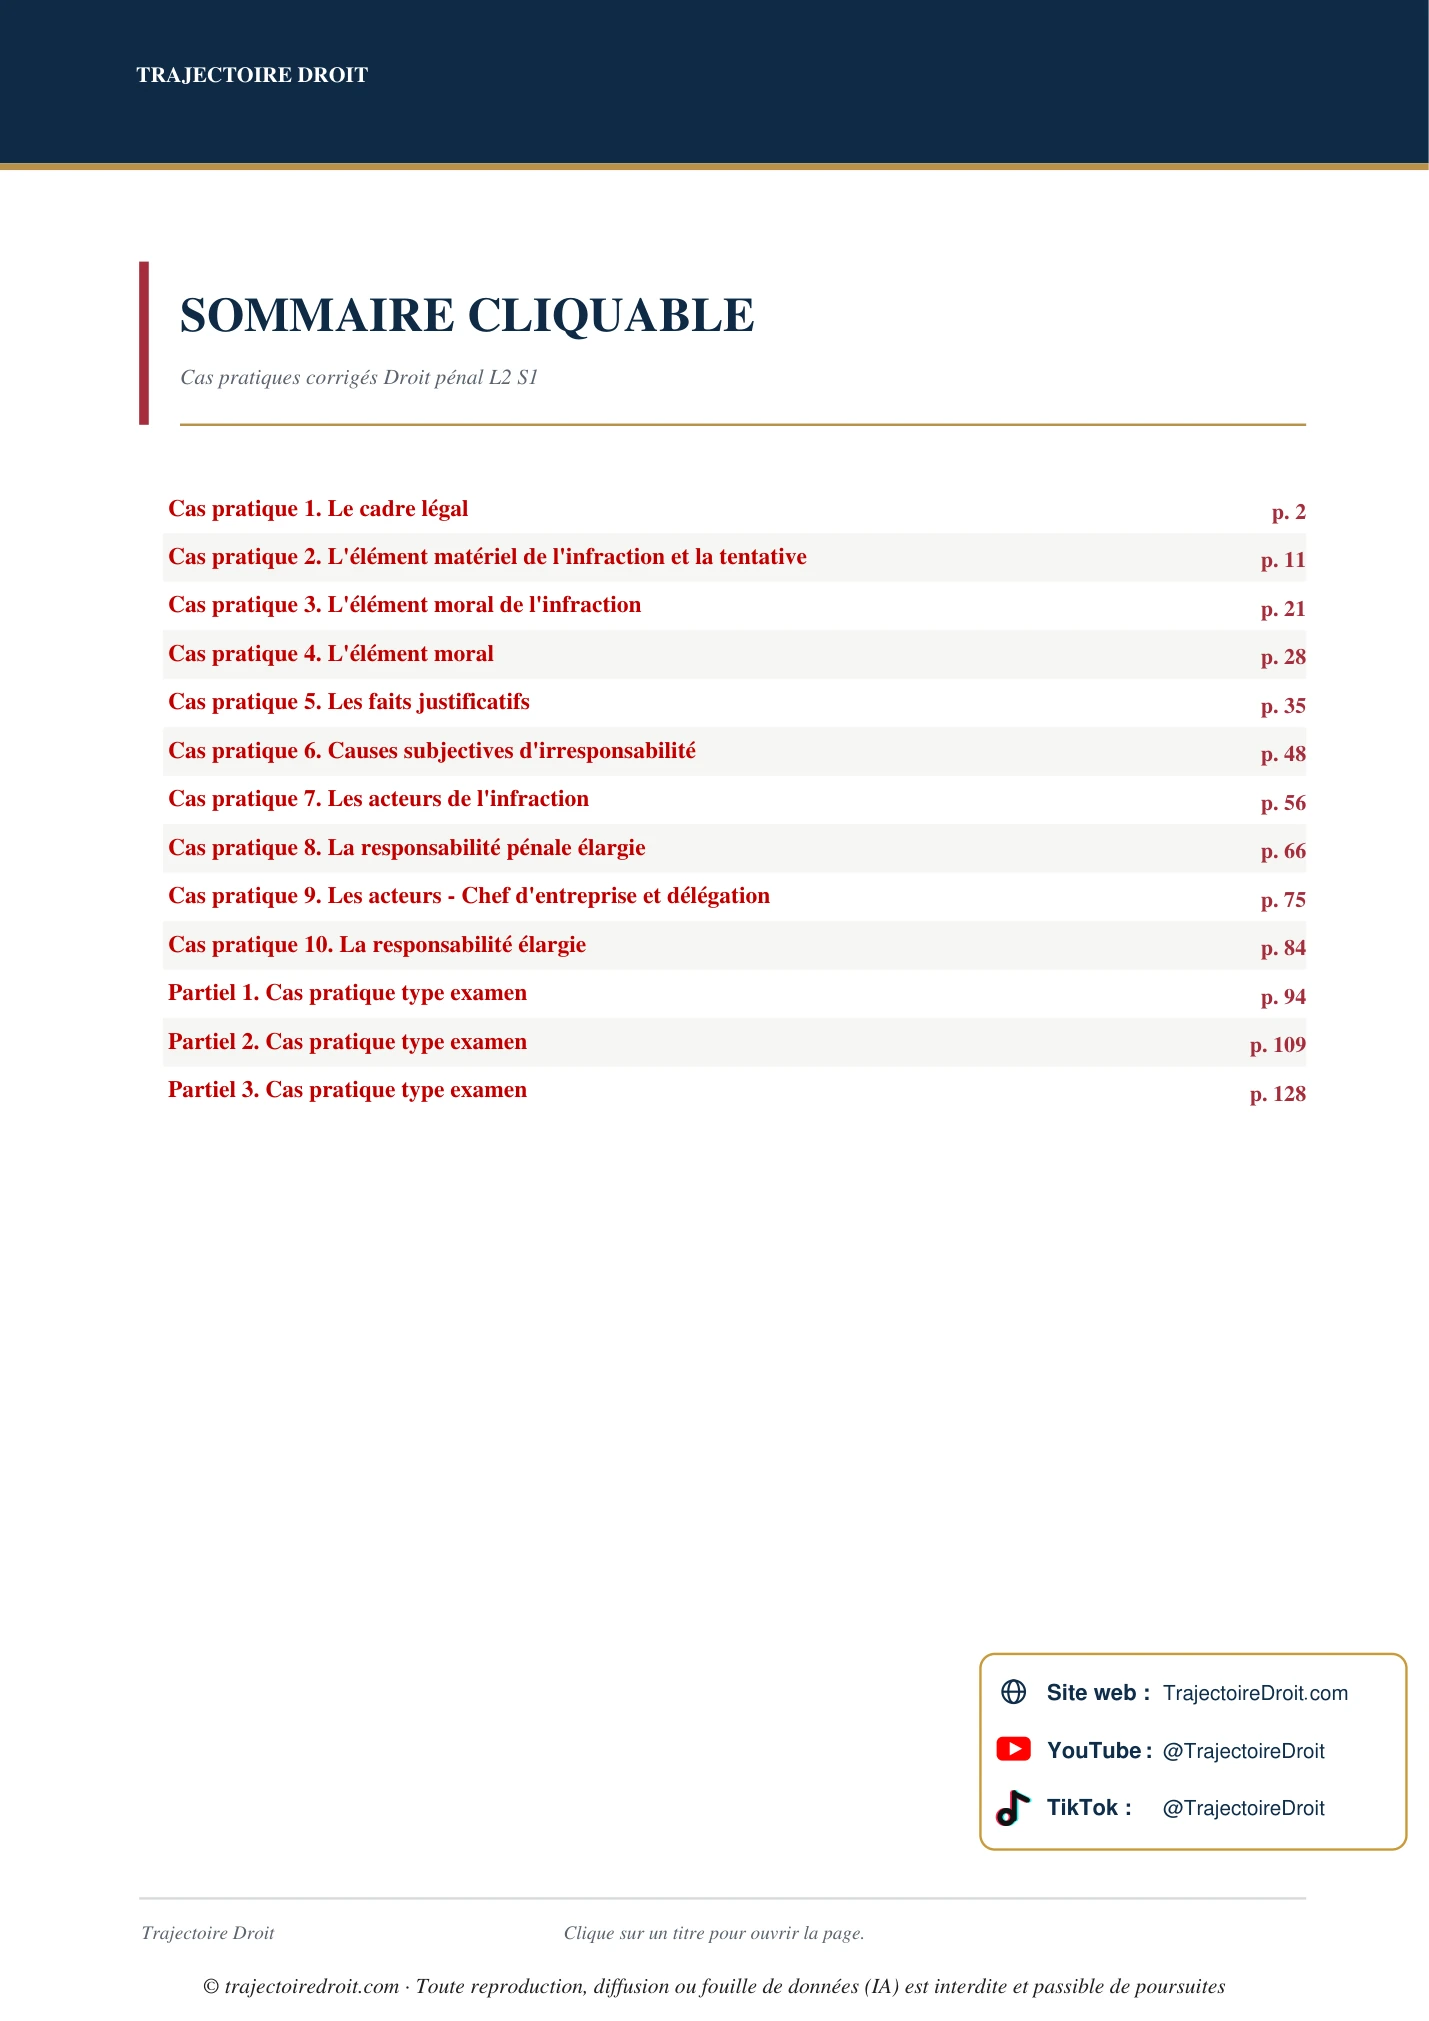 TRAJECTOIRE DROIT
SOMMAIRE CLIQUABLE
Cas pratiques corrigés Droit pénal L2 S1
Cas pratique 1. Le cadre légal p. 2
Cas pratique 2. L'élément matériel de l'infraction et la tentative p. 11
Cas pratique 3. L'élément moral de l'infraction p. 21
Cas pratique 4. L'élément moral p. 28
Cas pratique 5. Les faits justificatifs p. 35
Cas pratique 6. Causes subjectives d'irresponsabilité p. 48
Cas pratique 7. Les acteurs de l'infraction p. 56
Cas pratique 8. La responsabilité pénale élargie p. 66
Cas pratique 9. Les acteurs - Chef d'entreprise et délégation p. 75
Cas pratique 10. La responsabilité élargie p. 84
Partiel 1. Cas pratique type examen p. 94
Partiel 2. Cas pratique type examen p. 109
Partiel 3. Cas pratique type examen p. 128
Site web : TrajectoireDroit.com
YouTube : @TrajectoireDroit
TikTok : @TrajectoireDroit
Trajectoire Droit Clique sur un titre pour ouvrir la page.
© trajectoiredroit.com · Toute reproduction, diffusion ou fouille de données (IA) est interdite et passible de poursuites